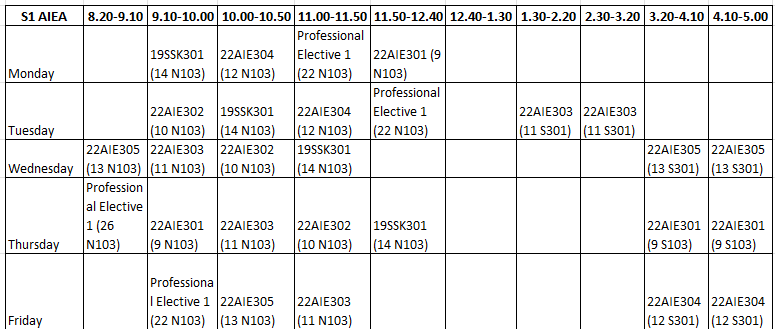 S1 AIEA 8.20-9.10 9.10-10.00 10.00-10.50 11.00-11.50 11.50-12.40 12.40-1.30 1.30-2.20 2.30-3.20 3.20-4.10 4.10-5.00
Monday
19SSK301
(14 N103)
22AIE304
(12 N103)
Professional
Elective 1
(22 N103)
22AIE301 (9
N103)
Tuesday
22AIE302
(10 N103)
19SSK301
(14 N103)
22AIE304
(12 N103)
Professional
Elective 1
(22 N103)
22AIE303
(11 S301)
22AIE303
(11 S301)
Wednesday
22AIE305
(13 N103)
22AIE303
(11 N103)
22AIE302
(10 N103)
19SSK301
(14 N103)
22AIE305
(13 S301)
22AIE305
(13 S301)
Thursday
Profession
al Elective
1 (26
N103)
22AIE301
(9 N103)
22AIE303
(11 N103)
22AIE302
(10 N103)
19SSK301
(14 N103)
22AIE301
(9 S103)
22AIE301
(9 S103)
Friday
Professiona
l Elective 1
(22 N103)
22AIE305
(13 N103)
22AIE303
(11 N103)
22AIE304
(12 S301)
22AIE304
(12 S301)